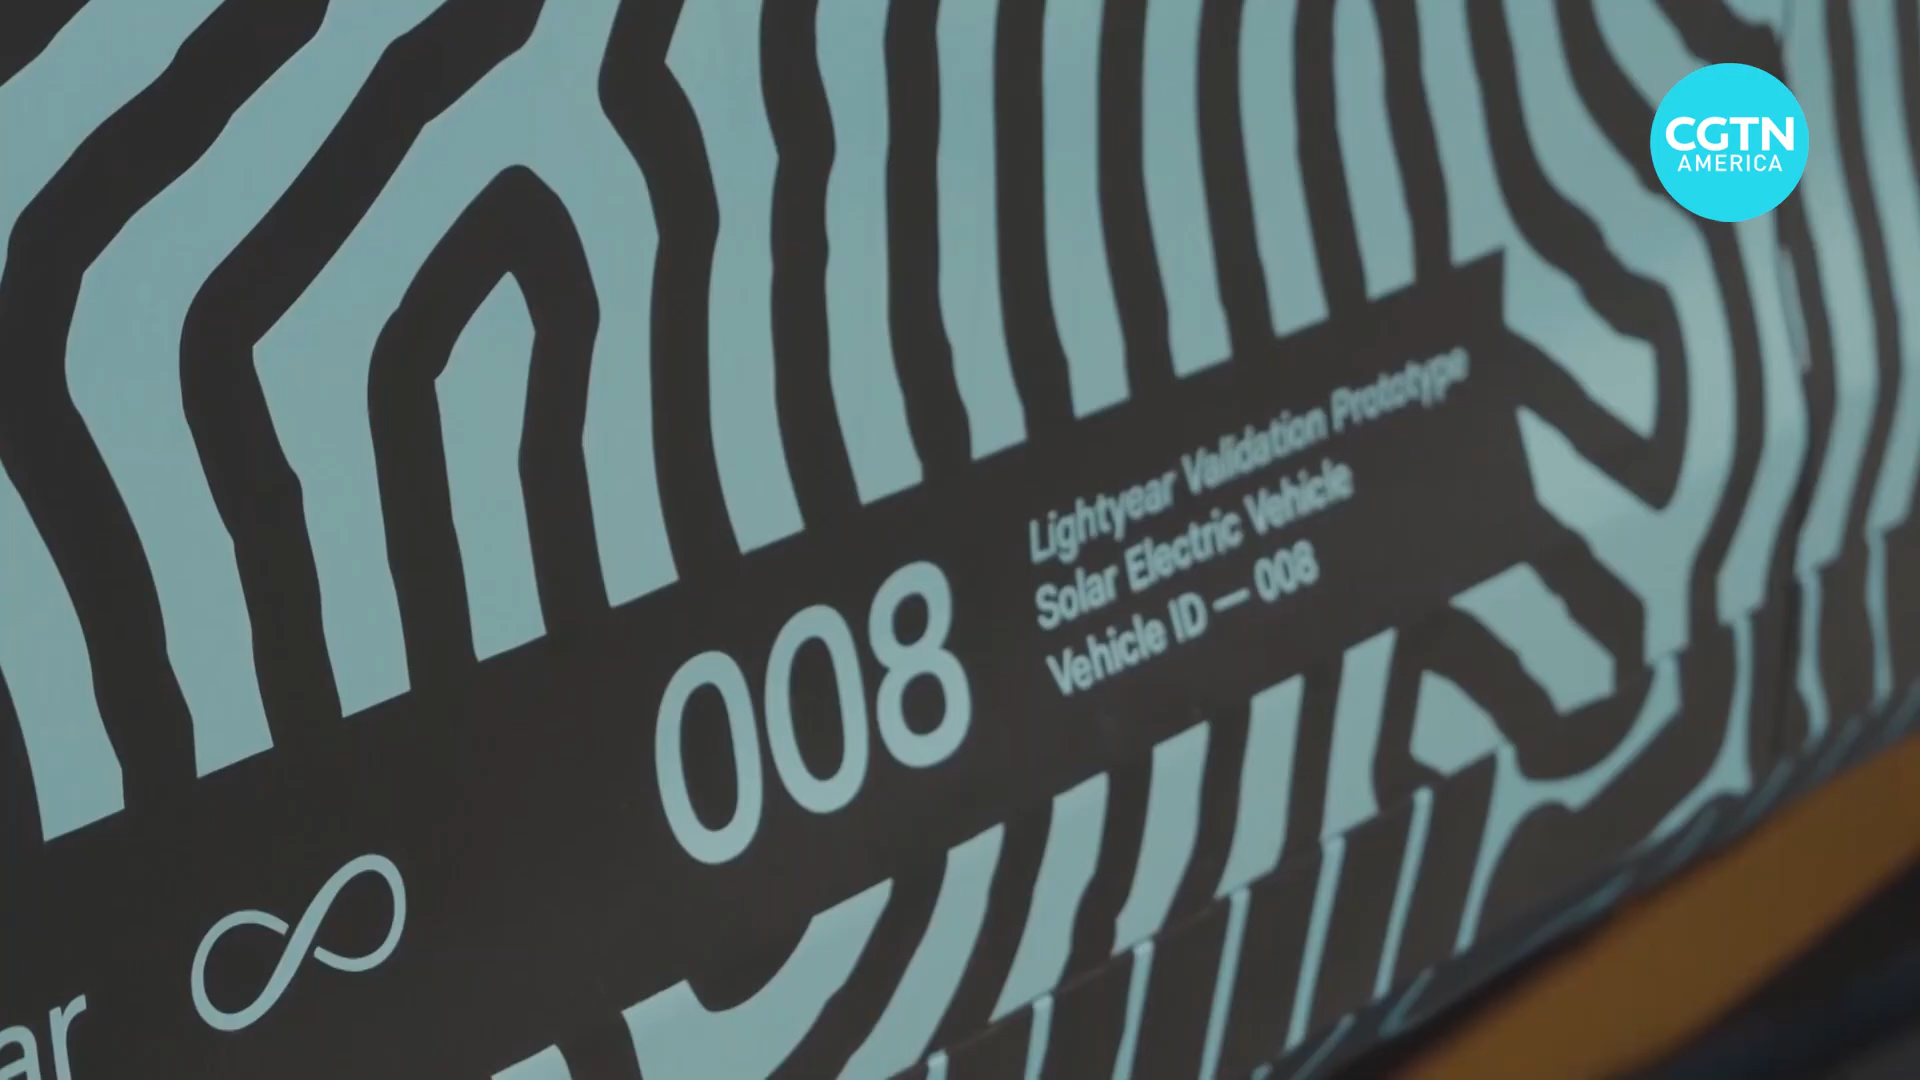 CGTN
AMERICA
Lightyear Validation Prototype
Solar Electric Vehicle
Vehicle ID — 008
008
ar